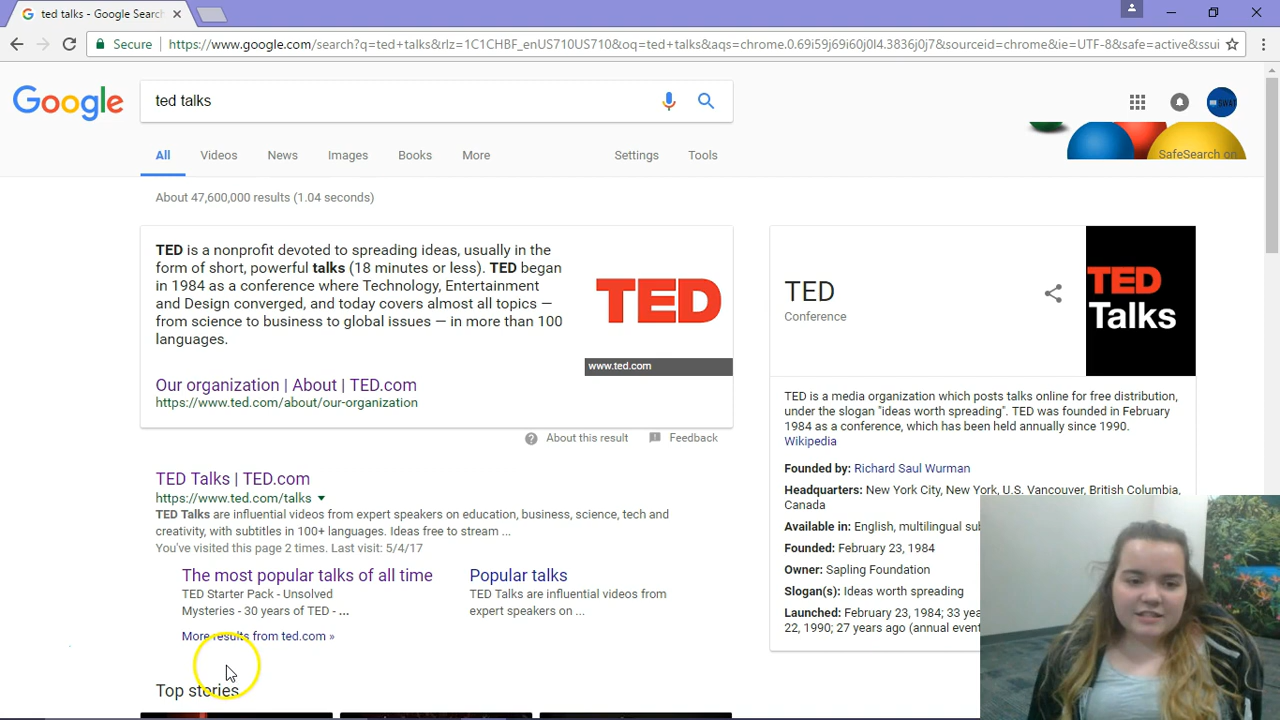 ted talks - Google Search
Secure https://www.google.com/search?q=ted+talks&rlz=1C1CHBF_enUS710US710&oq=ted+talks&aqs=chrome.0.69i59j69i60j0l4.3836j0j7&sourceid=chrome&ie=UTF-8&safe=active&ssui
Google
ted talks
All Videos News Images Books More Settings Tools
SafeSearch on
About 47,600,000 results (1.04 seconds)
TED is a nonprofit devoted to spreading ideas, usually in the
form of short, powerful talks (18 minutes or less). TED began
in 1984 as a conference where Technology, Entertainment
and Design converged, and today covers almost all topics —
from science to business to global issues — in more than 100
languages.
TED
www.ted.com
Our organization | About | TED.com
https://www.ted.com/about/our-organization
About this result Feedback
TED Talks | TED.com
https://www.ted.com/talks
TED Talks are influential videos from expert speakers on education, business, science, tech and
creativity, with subtitles in 100+ languages. Ideas free to stream ...
You've visited this page 2 times. Last visit: 5/4/17
The most popular talks of all time
TED Starter Pack - Unsolved
Mysteries - 30 years of TED - ...
Popular talks
TED Talks are influential videos from
expert speakers on ...
More results from ted.com »
Top stories
TED
Conference
TED
Talks
TED is a media organization which posts talks online for free distribution,
under the slogan "ideas worth spreading". TED was founded in February
1984 as a conference, which has been held annually since 1990.
Wikipedia
Founded by: Richard Saul Wurman
Headquarters: New York City, New York, U.S. Vancouver, British Columbia,
Canada
Available in: English, multilingual
Founded: February 23, 1984
Owner: Sapling Foundation
Slogan(s): Ideas worth spreading
Launched: February 23, 1984; 33
22, 1990; 27 years ago (annual